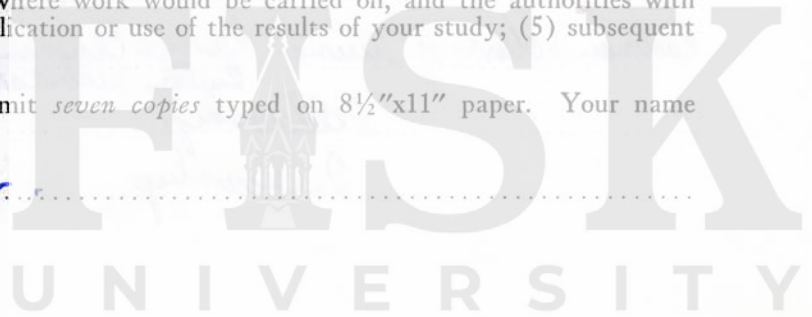 where work would be carried on, and the authorities with
lication or use of the results of your study; (5) subsequent
mit seven copies typed on 8½"x11" paper. Your name
FISK
UNIVERSITY